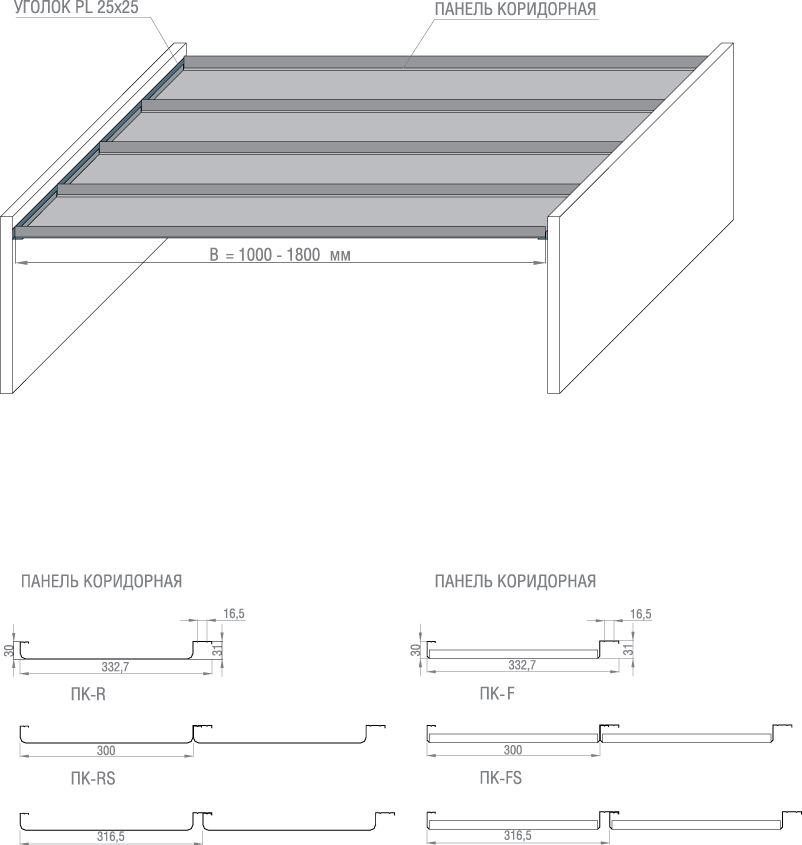 УГОЛОК PL 25x25
ПАНЕЛЬ КОРИДОРНАЯ
B = 1000 - 1800 мм
ПАНЕЛЬ КОРИДОРНАЯ
16,5
30
31
332,7
ПК-R
300
ПК-RS
316,5
ПАНЕЛЬ КОРИДОРНАЯ
16,5
30
31
332,7
ПК-F
300
ПК-FS
316,5